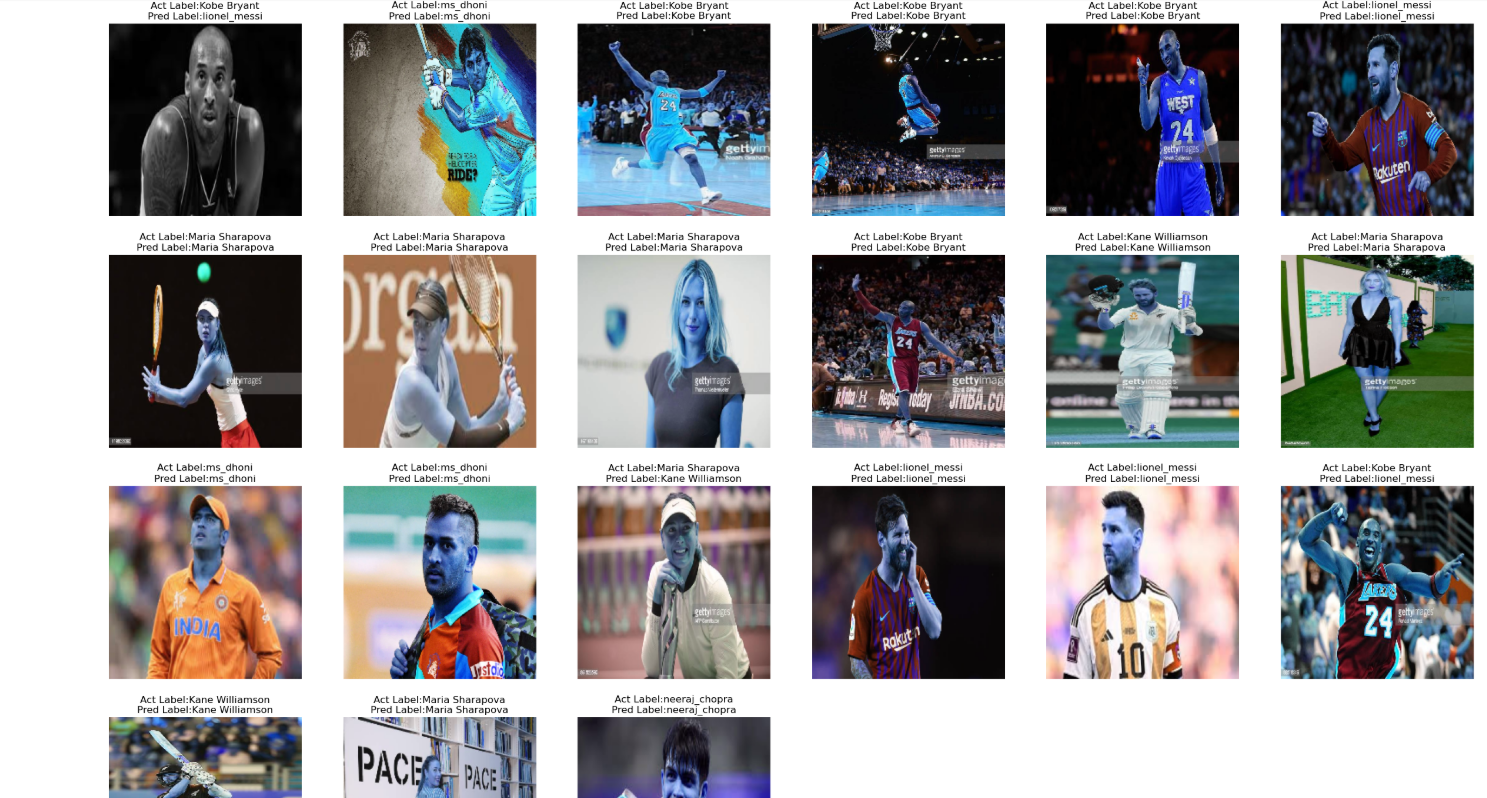 Act Label:Kobe Bryant
Pred Label:lionel_messi
Act Label:ms_dhoni
Pred Label:ms_dhoni
Act Label:Kobe Bryant
Pred Label:Kobe Bryant
Act Label:Kobe Bryant
Pred Label:Kobe Bryant
Act Label:Kobe Bryant
Pred Label:Kobe Bryant
Act Label:lionel_messi
Pred Label:lionel_messi
RIDE?
24
gettyim
gettyimages
WEST
24
gettyimages
Rakuten
Act Label:Maria Sharapova
Pred Label:Maria Sharapova
Act Label:Maria Sharapova
Pred Label:Maria Sharapova
Act Label:Maria Sharapova
Pred Label:Maria Sharapova
Act Label:Kobe Bryant
Pred Label:Kobe Bryant
Act Label:Kane Williamson
Pred Label:Kane Williamson
Act Label:Maria Sharapova
Pred Label:Maria Sharapova
gettyimages
organ
gettyimages
24
gettyimag
JrNBA.CO
gettyimages
online
gettyimages
Act Label:ms_dhoni
Pred Label:ms_dhoni
Act Label:ms_dhoni
Pred Label:ms_dhoni
Act Label:Maria Sharapova
Pred Label:Kane Williamson
Act Label:lionel_messi
Pred Label:lionel_messi
Act Label:lionel_messi
Pred Label:lionel_messi
Act Label:Kobe Bryant
Pred Label:lionel_messi
INDIA
gettyimages
Rakuten
10
LAKERS
24
gettyimages
Act Label:Kane Williamson
Pred Label:Kane Williamson
Act Label:Maria Sharapova
Pred Label:Maria Sharapova
Act Label:neeraj_chopra
Pred Label:neeraj_chopra
PACE
PACE